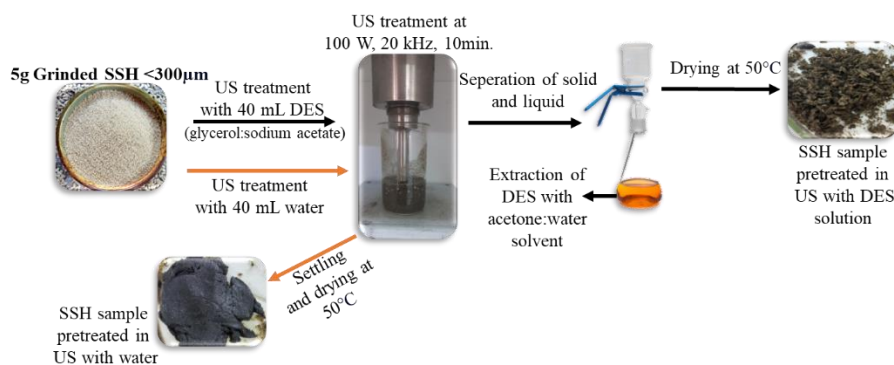 5g Grinded SSH <300μm
US treatment
with 40 mL DES
(glycerol:sodium acetate)
US treatment
with 40 mL water
US treatment at
100 W, 20 kHz, 10min.
Seperation of solid
and liquid
Extraction of
DES with
acetone:water
solvent
Drying at 50°C
SSH sample
pretreated in
US with DES
solution
Settling
and drying at
50°C
SSH sample
pretreated in
US with water